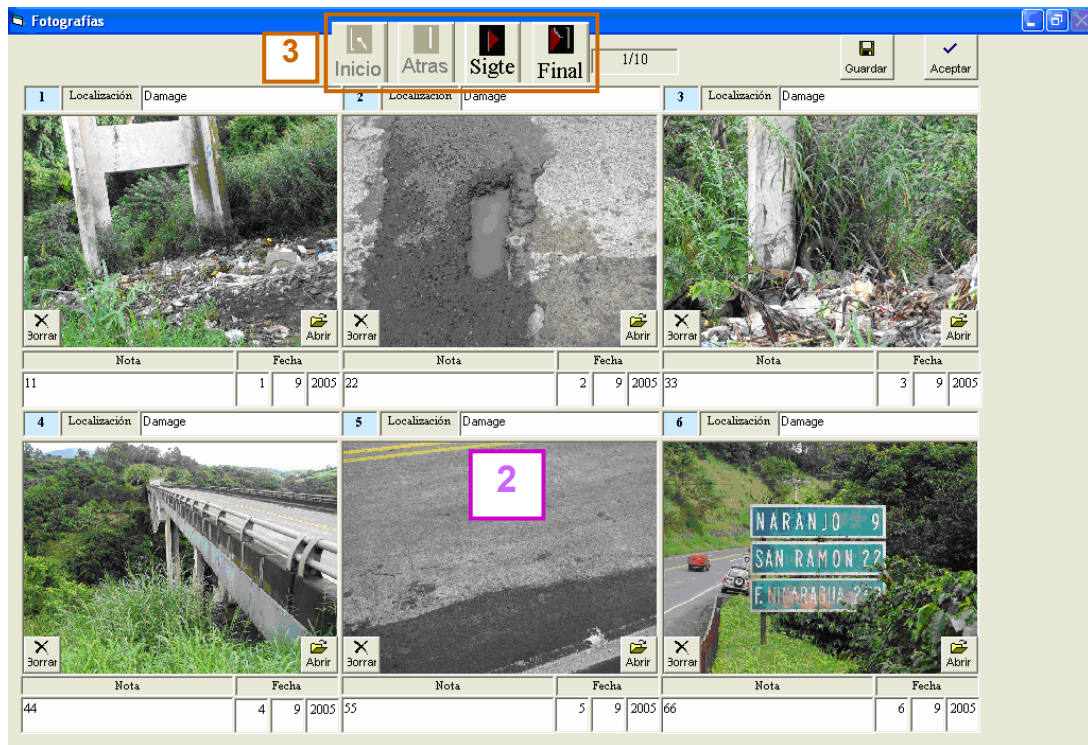 Fotografías
3
Inicio Atras Sigte Final 1/10 Guardar Aceptar
1 Localización Damage 2 Localización Damage 3 Localización Damage
Borrar Abrir Borrar Abrir Borrar Abrir
Nota Fecha Nota Fecha Nota Fecha
11 1 9 2005 22 2 9 2005 33 3 9 2005
4 Localización Damage 5 Localización Damage 6 Localización Damage
2
NARANJO 9
SAN RAMON 22
F. NICARAGUA
Borrar Abrir Borrar Abrir Borrar Abrir
Nota Fecha Nota Fecha Nota Fecha
44 4 9 2005 55 5 9 2005 66 6 9 2005